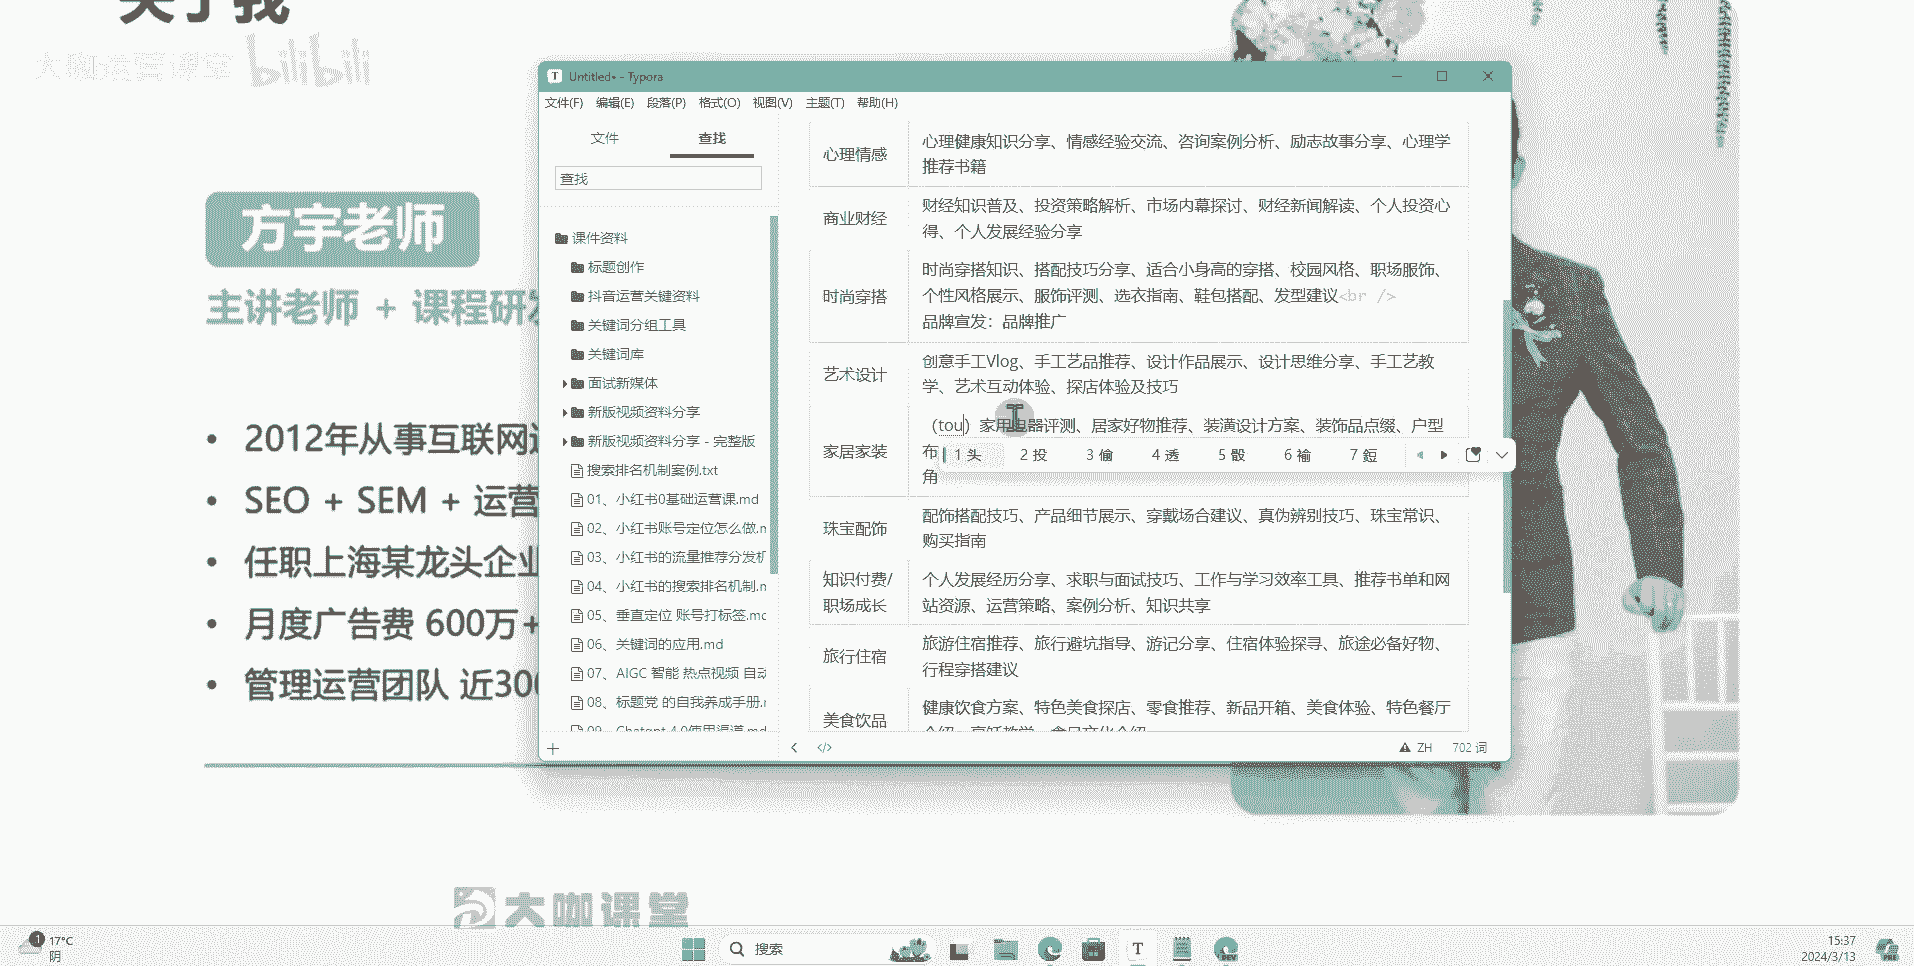 关于我
大咖运营课堂 bilibili
方宇老师
主讲老师 + 课程研
2012年从事互联网
SEO + SEM + 运营
任职上海某龙头企业
月度广告费 600万+
管理运营团队 近30
Untitled• - Typora
文件(F) 编辑(E) 段落(P) 格式(O) 视图(V) 主题(T) 帮助(H)
文件 查找
查找
课件资料
标题创作
抖音运营关键资料
关键词分组工具
关键词库
面试新媒体
新版视频资料分享
新版视频资料分享 - 完整版
搜索排名机制案例.txt
01、小红书0基础运营课.md
02、小红书账号定位怎么做.m
03、小红书的流量推荐分发机
04、小红书的搜索排名机制.m
05、垂直定位 账号打标签.mc
06、关键词的应用.md
07、AIGC 智能 热点视频 自动
08、标题党 的自我养成手册.r
09、Chatgpt 4.0使用渠道.md
心理情感
心理健康知识分享、情感经验交流、咨询案例分析、励志故事分享、心理学
推荐书籍
商业财经
财经知识普及、投资策略解析、市场内幕探讨、财经新闻解读、个人投资心
得、个人发展经验分享
时尚穿搭
时尚穿搭知识、搭配技巧分享、适合小身高的穿搭、校园风格、职场服饰、
个性风格展示、服饰评测、选衣指南、鞋包搭配、发型建议<br />
品牌宣发：品牌推广
艺术设计
创意手工Vlog、手工艺品推荐、设计作品展示、设计思维分享、手工艺教
学、艺术互动体验、探店体验及技巧
家居家装
（tou）家用电器评测、居家好物推荐、装潢设计方案、装饰品点缀、户型
布
角
1 头 2 投 3 偷 4 透 5 骰 6 褕 7 鋀
珠宝配饰
配饰搭配技巧、产品细节展示、穿戴场合建议、真伪辨别技巧、珠宝常识、
购买指南
知识付费/
职场成长
个人发展经历分享、求职与面试技巧、工作与学习效率工具、推荐书单和网
站资源、运营策略、案例分析、知识共享
旅行住宿
旅游住宿推荐、旅行避坑指导、游记分享、住宿体验探寻、旅途必备好物、
行程穿搭建议
美食饮品
健康饮食方案、特色美食探店、零食推荐、新品开箱、美食体验、特色餐厅
</> ZH 702 词
大咖课堂
1 17°C
阴
搜索
T
DEV
15:37
2024/3/13
PRE